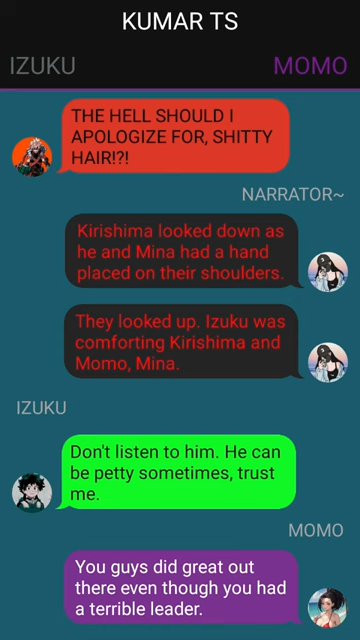 KUMAR TS
IZUKU
MOMO
THE HELL SHOULD I
APOLOGIZE FOR, SHITTY
HAIR!?!
NARRATOR~
Kirishima looked down as
he and Mina had a hand
placed on their shoulders.
They looked up. Izuku was
comforting Kirishima and
Momo, Mina.
IZUKU
Don't listen to him. He can
be petty sometimes, trust
me.
MOMO
You guys did great out
there even though you had
a terrible leader.